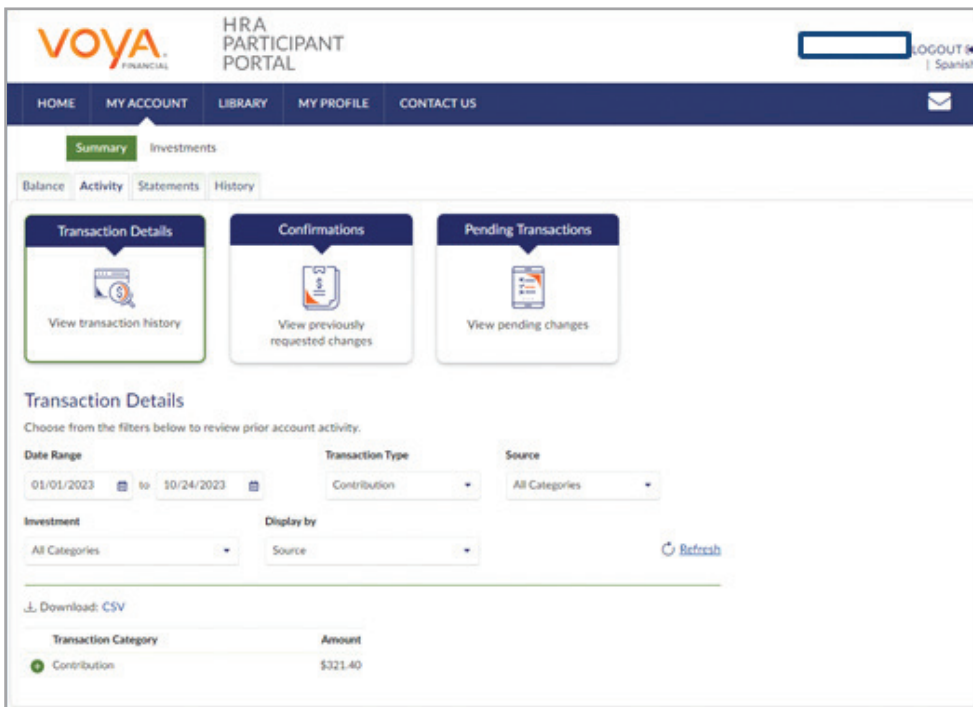 VOYA
FINANCIAL
HRA
PARTICIPANT
PORTAL
LOGOUT
| Spanish
HOME MY ACCOUNT LIBRARY MY PROFILE CONTACT US
Summary Investments
Balance Activity Statements History
Transaction Details Confirmations Pending Transactions
$ $
View transaction history View previously View pending changes
requested changes
Transaction Details
Choose from the filters below to review prior account activity.
Date Range Transaction Type Source
01/01/2023 to 10/24/2023 Contribution All Categories
Investment Display by
All Categories Source Refresh
Download: CSV
Transaction Category Amount
Contribution $321.40